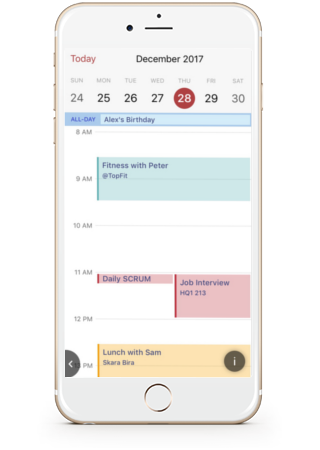 Today
December 2017
SUN MON TUE WED THU FRI SAT
24 25 26 27 28 29 30
ALL-DAY Alex's Birthday
8 AM
Fitness with Peter
9 AM @TopFit
10 AM
11 AM
Daily SCRUM
Job Interview
HQ1 213
12 PM
Lunch with Sam
Skara Bira
PM
i